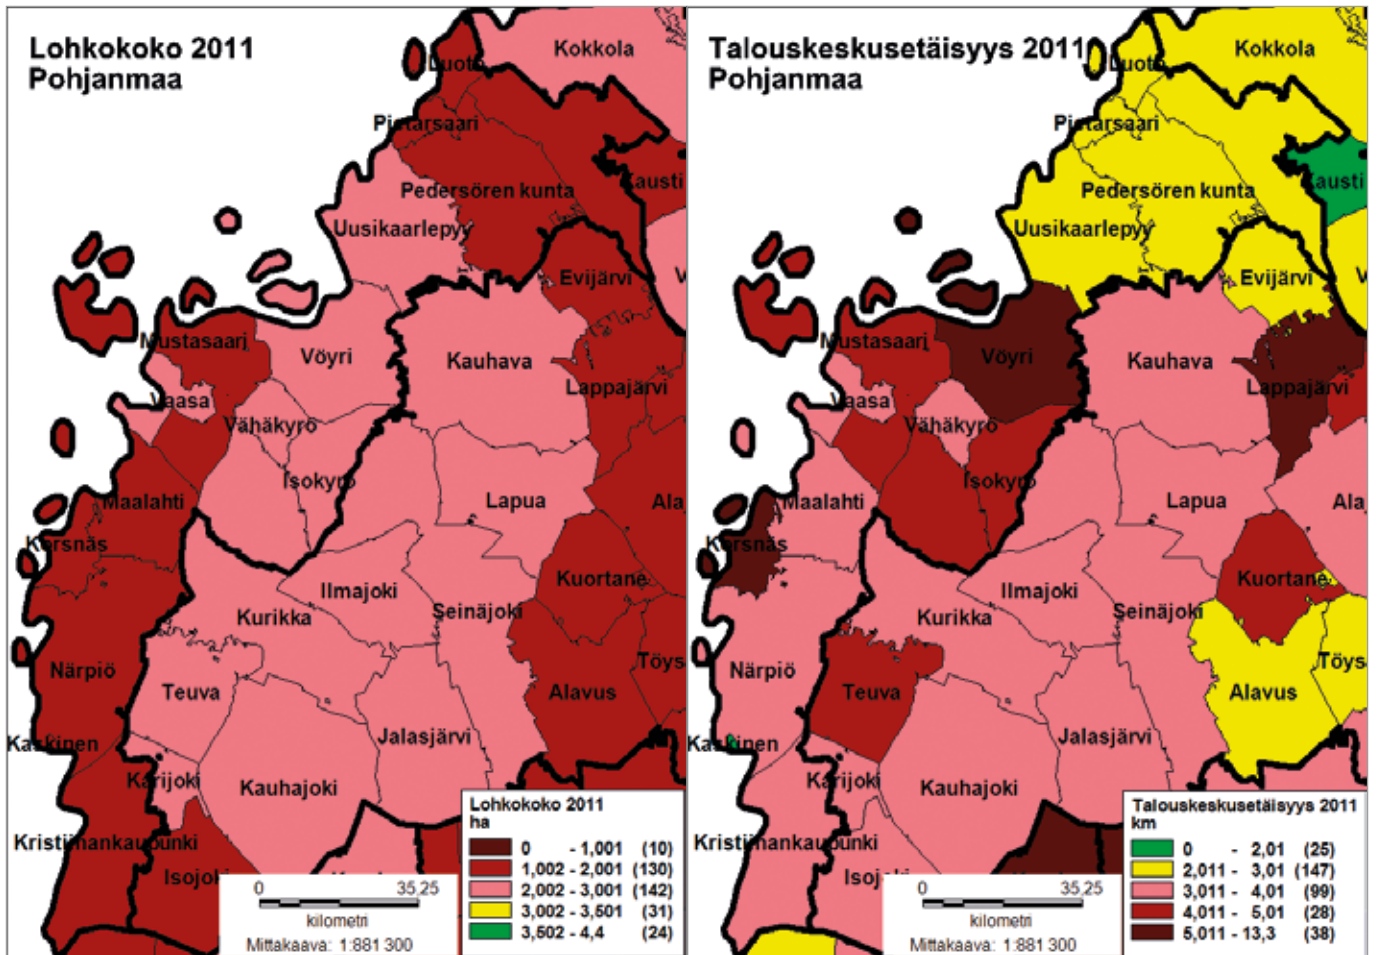 Lohkokoko 2011
Pohjanmaa
Kokkola
Luoto
Pietarsaari
Pedersören kunta
Kausti
Uusikaarlepyy
Evijärvi
V
Mustasaari
Vöyri
Kauhava
Lappajärvi
Vaasa
Vähäkyrö
Isokyrö
Lapua
Ala
Maalahti
Korsnäs
Kuortane
Ilmajoki
Seinäjoki
Kurikka
Töys
Närpiö
Teuva
Alavus
Kaskinen
Jalasjärvi
Karijoki
Kauhajoki
Kristiinankaupunki
Isojoki
0 35,25
kilometri
Mittakaava: 1:881 300
Lohkokoko 2011
ha
0 - 1,001 (10)
1,002 - 2,001 (130)
2,002 - 3,001 (142)
3,002 - 3,501 (31)
3,502 - 4,4 (24)
Talouskeskusetäisyys 2011
Pohjanmaa
Kokkola
Luoto
Pietarsaari
Pedersören kunta
Kausti
Uusikaarlepyy
Evijärvi
V
Mustasaari
Vöyri
Kauhava
Lappajärvi
Vaasa
Vähäkyrö
Isokyrö
Lapua
Ala
Maalahti
Korsnäs
Kuortane
Ilmajoki
Seinäjoki
Kurikka
Töys
Närpiö
Teuva
Alavus
Kaskinen
Jalasjärvi
Karijoki
Kauhajoki
Kristiinankaupunki
Isoj
0 35,25
kilometri
Mittakaava: 1:881 300
Talouskeskusetäisyys 2011
km
0 - 2,01 (25)
2,011 - 3,01 (147)
3,011 - 4,01 (99)
4,011 - 5,01 (28)
5,011 - 13,3 (38)